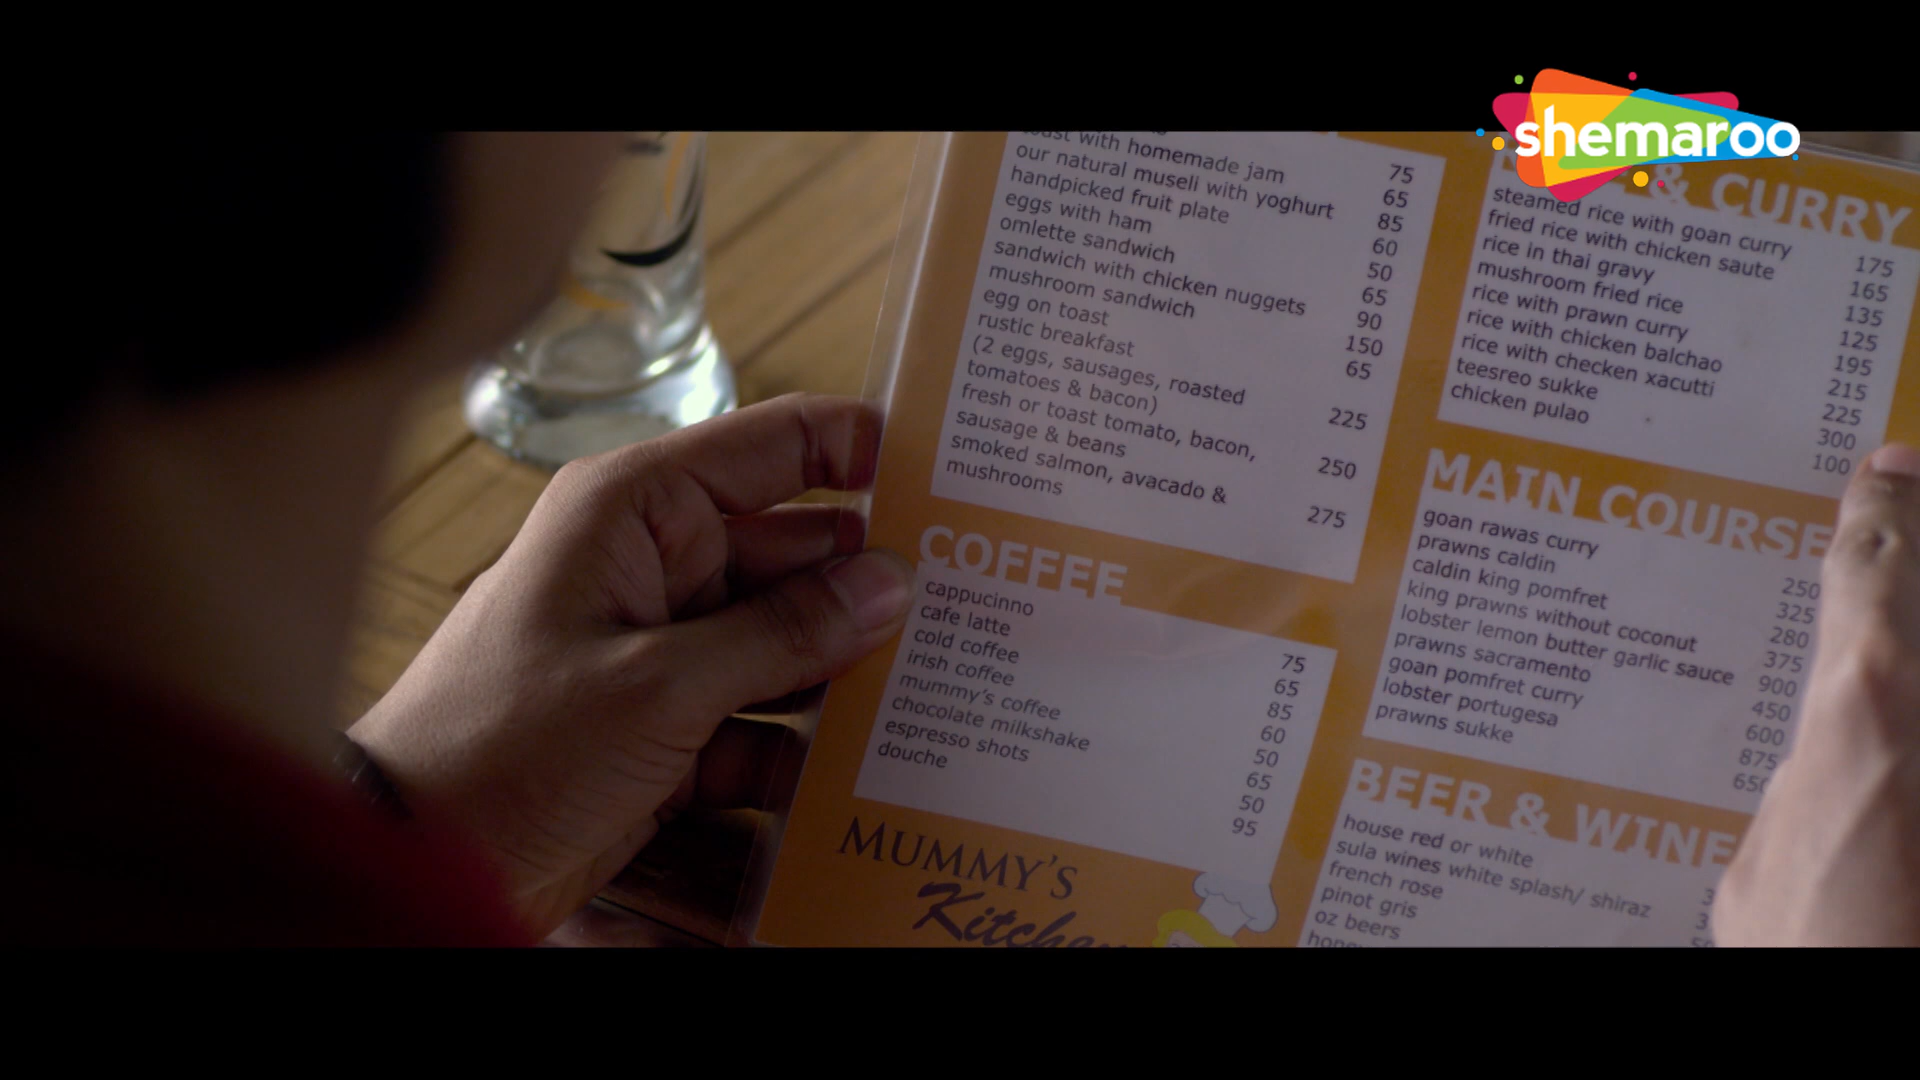 shemaroo
toast with homemade jam 75
our natural museli with yoghurt 65
handpicked fruit plate 85
eggs with ham 60
omlette sandwich 50
sandwich with chicken nuggets 65
mushroom sandwich 90
egg on toast 150
rustic breakfast 65
(2 eggs, sausages, roasted
tomatoes & bacon) 225
fresh or toast tomato, bacon,
sausage & beans 250
smoked salmon, avacado &
mushrooms 275
COFFEE
cappucinno 75
cafe latte 65
cold coffee 85
irish coffee 60
mummy's coffee 50
chocolate milkshake 65
espresso shots 50
douche 95
MUMMY'S
Kitchen
& CURRY
steamed rice with goan curry 175
fried rice with chicken saute 165
rice in thai gravy 135
mushroom fried rice 125
rice with prawn curry 195
rice with chicken balchao 215
rice with checken xacutti 225
teesreo sukke 300
chicken pulao 100
MAIN COURSE
goan rawas curry 250
prawns caldin 325
caldin king pomfret 280
king prawns without coconut 375
lobster lemon butter garlic sauce 900
prawns sacramento 450
goan pomfret curry 600
lobster portugesa 875
prawns sukke 650
BEER & WINE
house red or white
sula wines white splash/ shiraz
french rose
pinot gris
oz beers